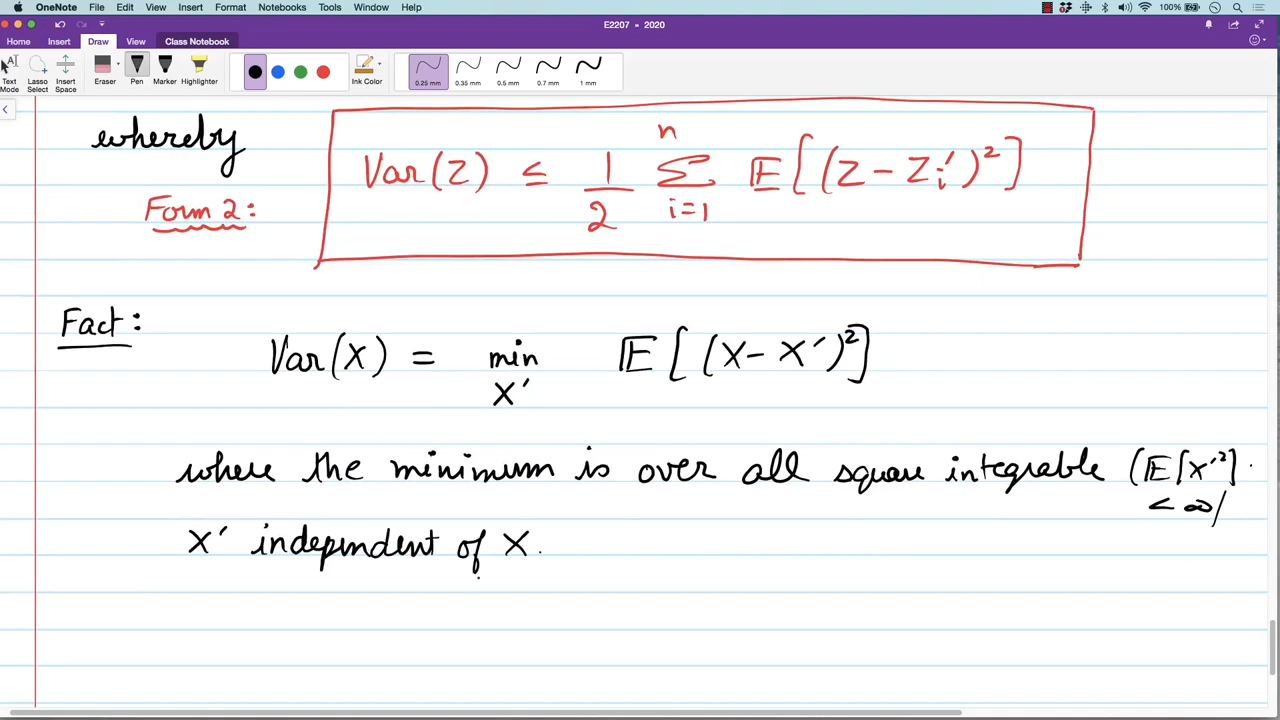 OneNote File Edit View Insert Format Notebooks Tools Window Help 100%
E2207 - 2020
Home Insert Draw View Class Notebook
Text Mode Lasso Select Insert Space Eraser Pen Marker Highlighter Ink Color 0.25 mm 0.35 mm 0.5 mm 0.7 mm 1 mm
whereby Var(Z) ≤ 1/2 Σ_{i=1}^{n} 𝔼[(Z - Z_i')²]
Form 2:
Fact: Var(X) = min_{X'} 𝔼[(X - X')²]
where the minimum is over all square integrable (𝔼[X'²]
< ∞)
X' independent of X.